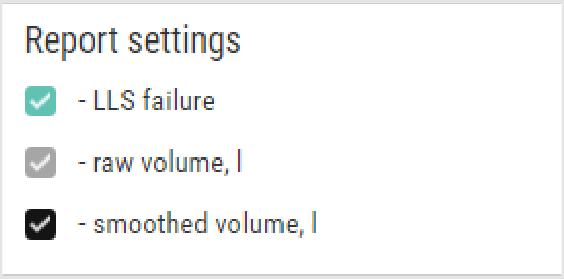 Report settings
- LLS failure
- raw volume, l
- smoothed volume, l